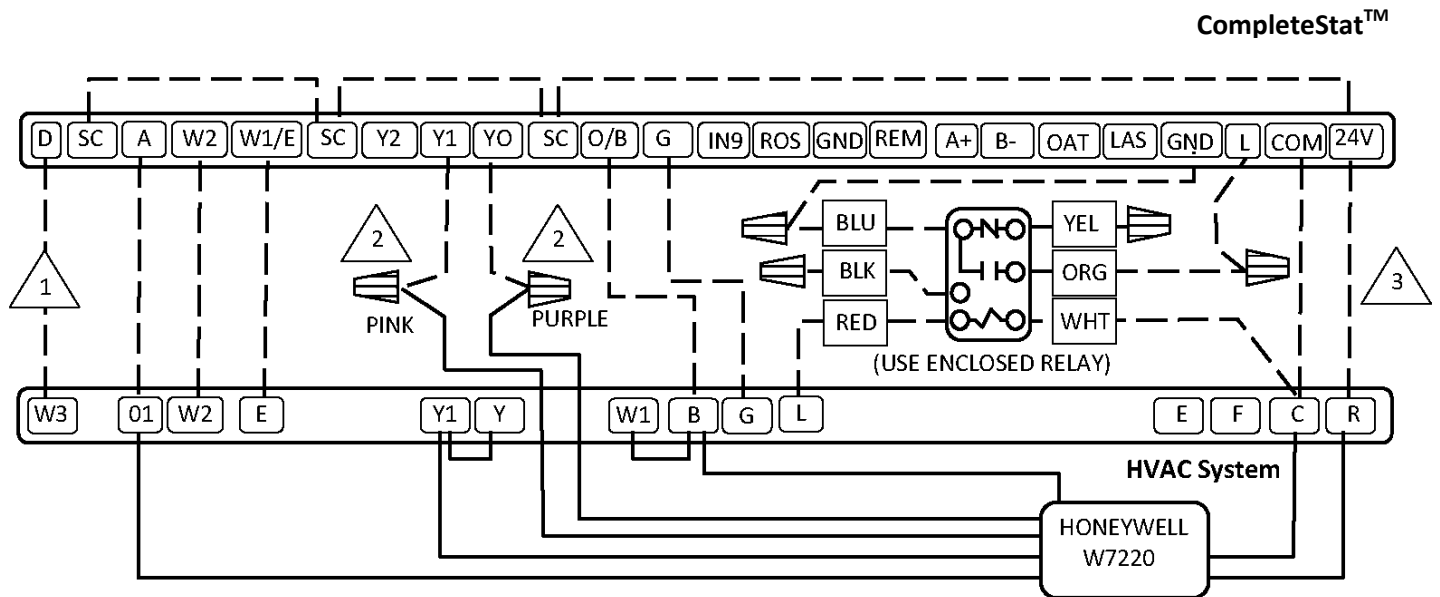 CompleteStat™
D SC A W2 W1/E SC Y2 Y1 YO SC O/B G IN9 ROS GND REM A+ B- OAT LAS GND L COM 24V
1
2
2
3
BLU
YEL
BLK
ORG
RED
WHT
PINK
PURPLE
(USE ENCLOSED RELAY)
W3 01 W2 E Y1 Y W1 B G L E F C R
HVAC System
HONEYWELL
W7220